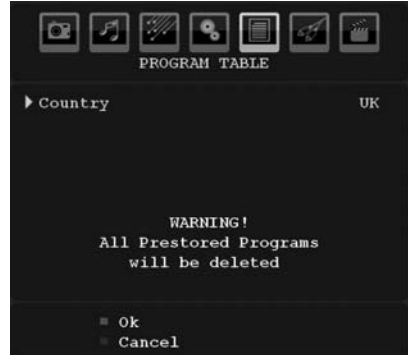 PROGRAM TABLE
Country UK
WARNING!
All Prestored Programs
will be deleted
Ok
Cancel